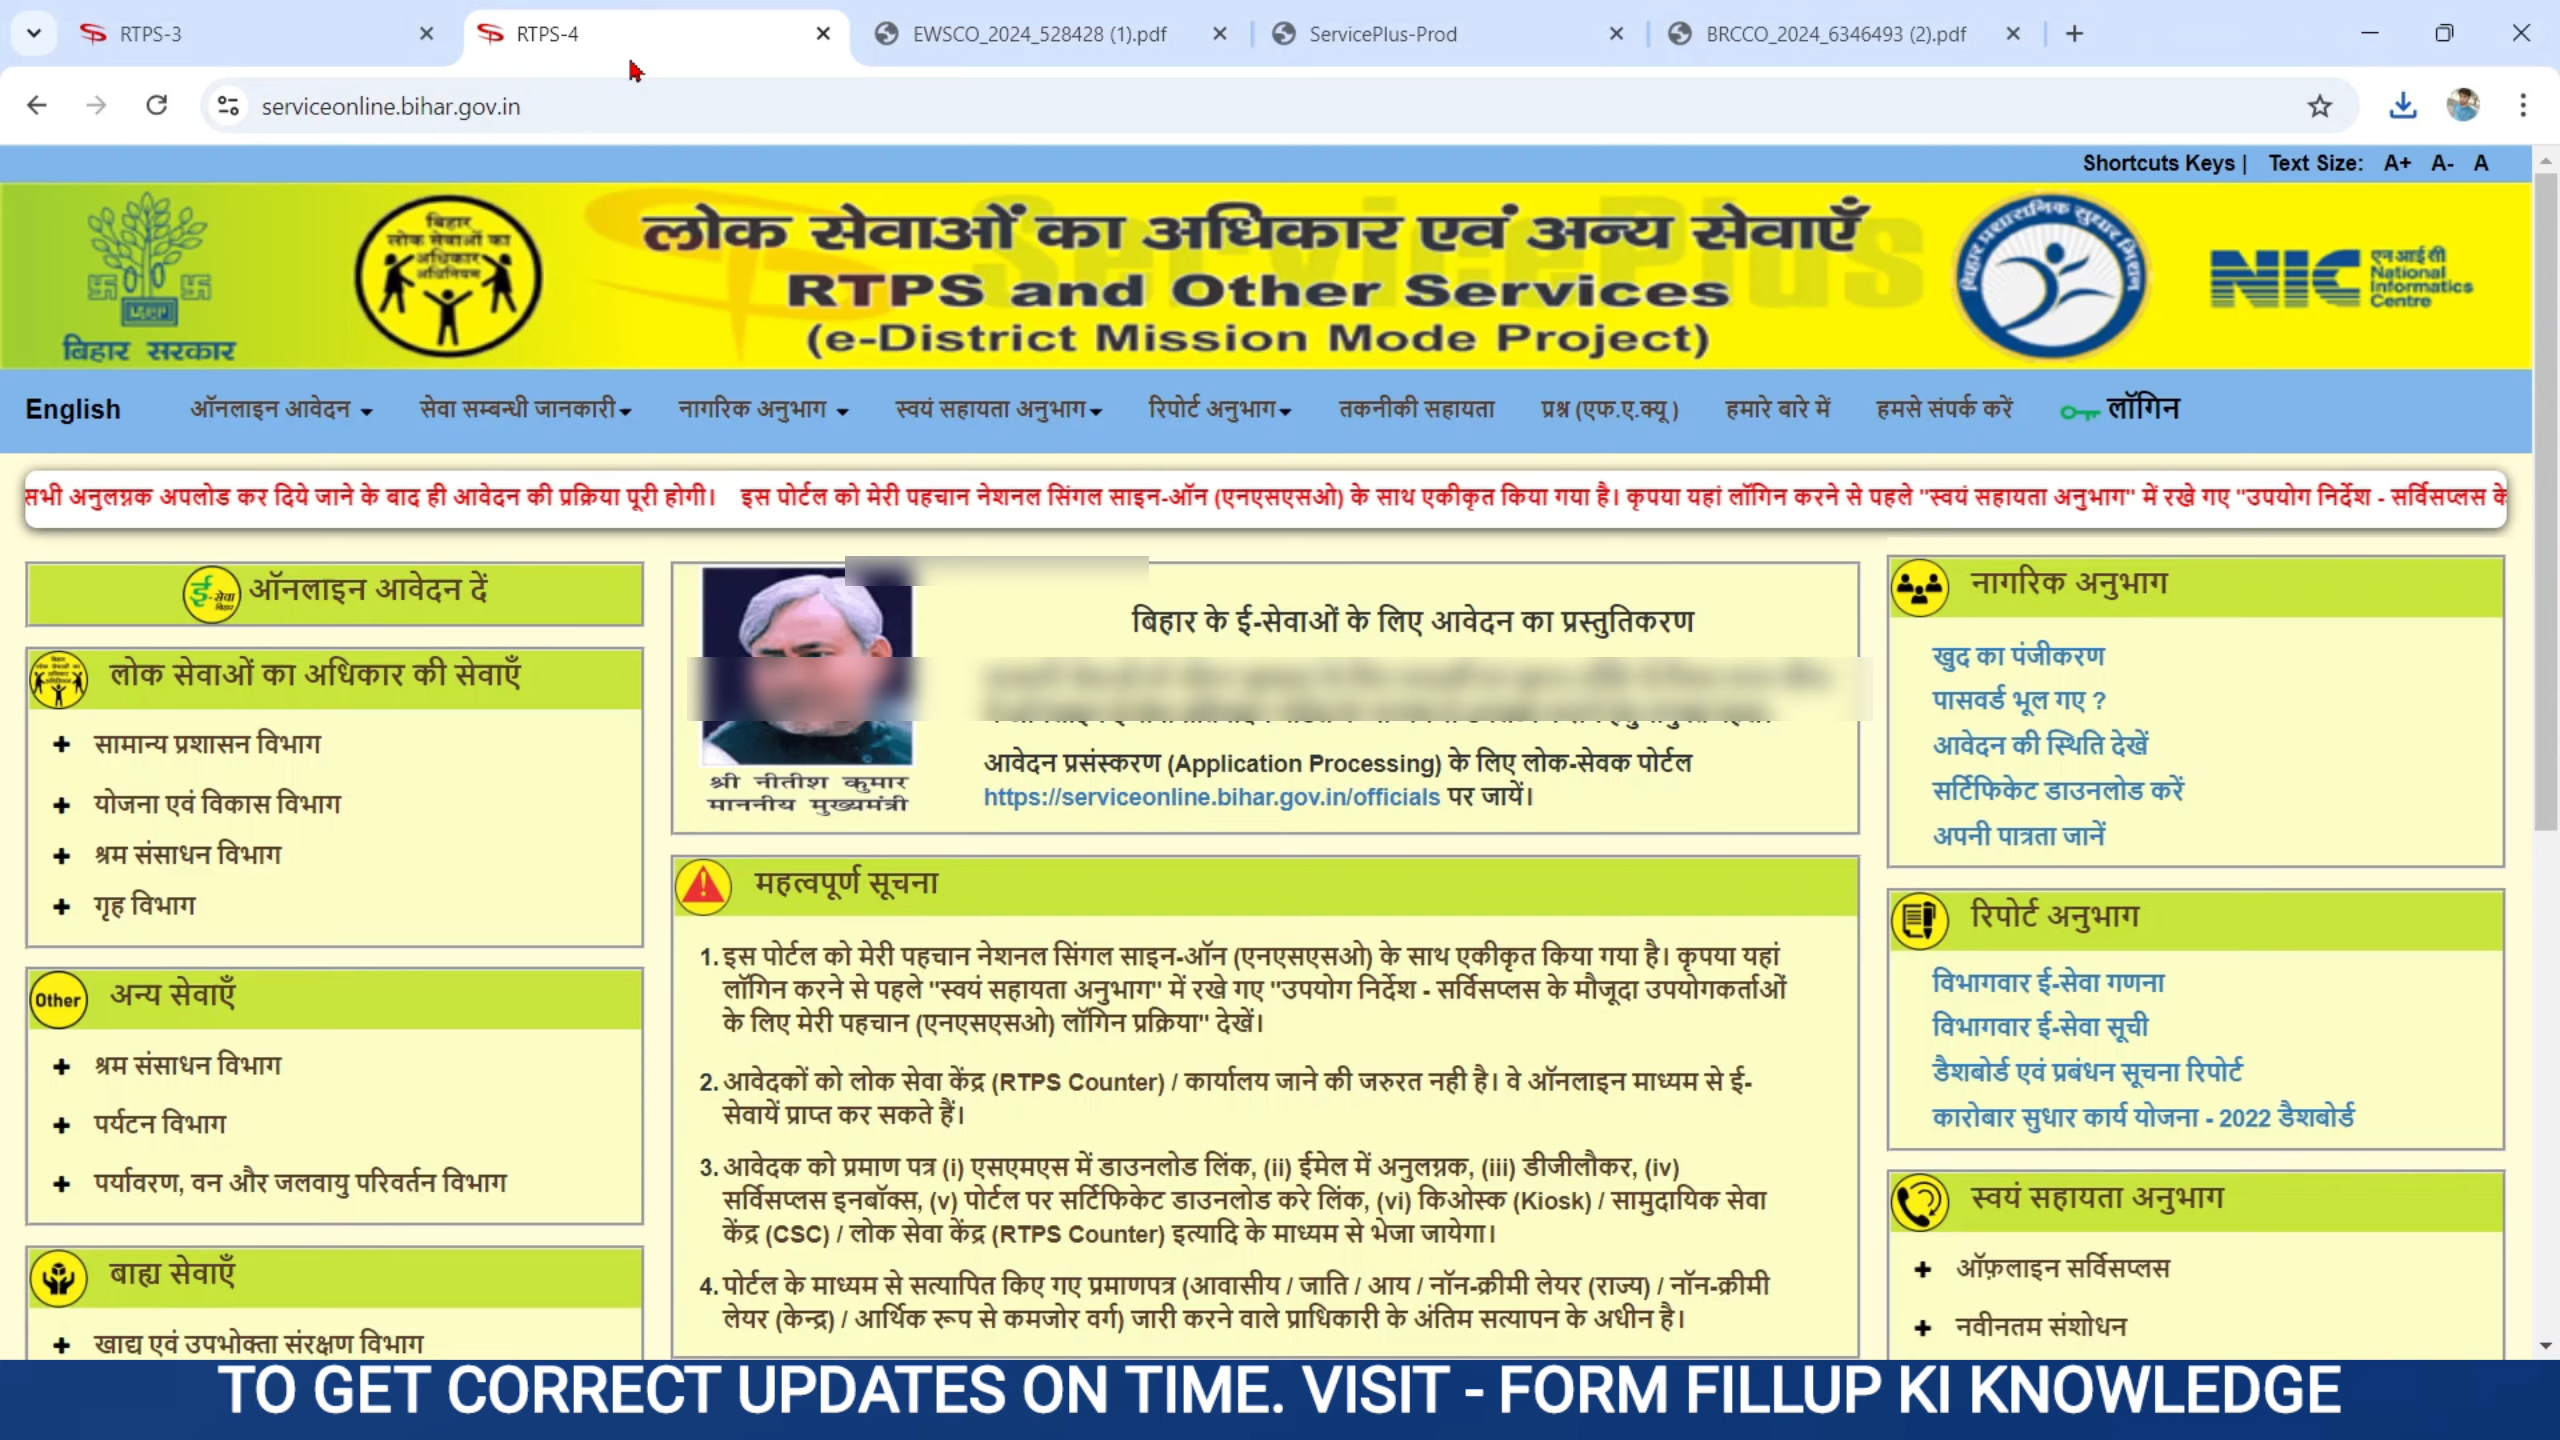 RTPS-3
RTPS-4
EWSCO_2024_528428 (1).pdf
ServicePlus-Prod
BRCCO_2024_6346493 (2).pdf
serviceonline.bihar.gov.in
Shortcuts Keys | Text Size: A+ A- A
बिहार सरकार
बिहार
लोक सेवाओं का
अधिकार
अधिनियम
लोक सेवाओं का अधिकार एवं अन्य सेवाएँ
RTPS and Other Services
(e-District Mission Mode Project)
ServicePlus
बिहार प्रशासनिक सुधार मिशन
NIC
एनआईसी
National
Informatics
Centre
English
ऑनलाइन आवेदन
सेवा सम्बन्धी जानकारी
नागरिक अनुभाग
स्वयं सहायता अनुभाग
रिपोर्ट अनुभाग
तकनीकी सहायता
प्रश्न (एफ.ए.क्यू )
हमारे बारे में
हमसे संपर्क करें
लॉगिन
सभी अनुलग्नक अपलोड कर दिये जाने के बाद ही आवेदन की प्रक्रिया पूरी होगी। इस पोर्टल को मेरी पहचान नेशनल सिंगल साइन-ऑन (एनएसएसओ) के साथ एकीकृत किया गया है। कृपया यहां लॉगिन करने से पहले "स्वयं सहायता अनुभाग" में रखे गए "उपयोग निर्देश - सर्विसप्लस के
ई-सेवा
बिहार
ऑनलाइन आवेदन दें
लोक सेवाओं का अधिकार की सेवाएँ
+ सामान्य प्रशासन विभाग
+ योजना एवं विकास विभाग
+ श्रम संसाधन विभाग
+ गृह विभाग
Other
अन्य सेवाएँ
+ श्रम संसाधन विभाग
+ पर्यटन विभाग
+ पर्यावरण, वन और जलवायु परिवर्तन विभाग
बाह्य सेवाएँ
+ खाद्य एवं उपभोक्ता संरक्षण विभाग
श्री नीतीश कुमार
माननीय मुख्यमंत्री
बिहार के ई-सेवाओं के लिए आवेदन का प्रस्तुतिकरण
आवेदन प्रसंस्करण (Application Processing) के लिए लोक-सेवक पोर्टल
https://serviceonline.bihar.gov.in/officials पर जायें।
महत्वपूर्ण सूचना
1. इस पोर्टल को मेरी पहचान नेशनल सिंगल साइन-ऑन (एनएसएसओ) के साथ एकीकृत किया गया है। कृपया यहां
लॉगिन करने से पहले "स्वयं सहायता अनुभाग" में रखे गए "उपयोग निर्देश - सर्विसप्लस के मौजूदा उपयोगकर्ताओं
के लिए मेरी पहचान (एनएसएसओ) लॉगिन प्रक्रिया" देखें।
2. आवेदकों को लोक सेवा केंद्र (RTPS Counter) / कार्यालय जाने की जरुरत नही है। वे ऑनलाइन माध्यम से ई-
सेवायें प्राप्त कर सकते हैं।
3. आवेदक को प्रमाण पत्र (i) एसएमएस में डाउनलोड लिंक, (ii) ईमेल में अनुलग्नक, (iii) डीजीलौकर, (iv)
सर्विसप्लस इनबॉक्स, (v) पोर्टल पर सर्टिफिकेट डाउनलोड करे लिंक, (vi) किओस्क (Kiosk) / सामुदायिक सेवा
केंद्र (CSC) / लोक सेवा केंद्र (RTPS Counter) इत्यादि के माध्यम से भेजा जायेगा।
4. पोर्टल के माध्यम से सत्यापित किए गए प्रमाणपत्र (आवासीय / जाति / आय / नॉन-क्रीमी लेयर (राज्य) / नॉन-क्रीमी
लेयर (केन्द्र) / आर्थिक रूप से कमजोर वर्ग) जारी करने वाले प्राधिकारी के अंतिम सत्यापन के अधीन है।
नागरिक अनुभाग
खुद का पंजीकरण
पासवर्ड भूल गए ?
आवेदन की स्थिति देखें
सर्टिफिकेट डाउनलोड करें
अपनी पात्रता जानें
रिपोर्ट अनुभाग
विभागवार ई-सेवा गणना
विभागवार ई-सेवा सूची
डैशबोर्ड एवं प्रबंधन सूचना रिपोर्ट
कारोबार सुधार कार्य योजना - 2022 डैशबोर्ड
स्वयं सहायता अनुभाग
+ ऑफ़लाइन सर्विसप्लस
+ नवीनतम संशोधन
TO GET CORRECT UPDATES ON TIME. VISIT - FORM FILLUP KI KNOWLEDGE